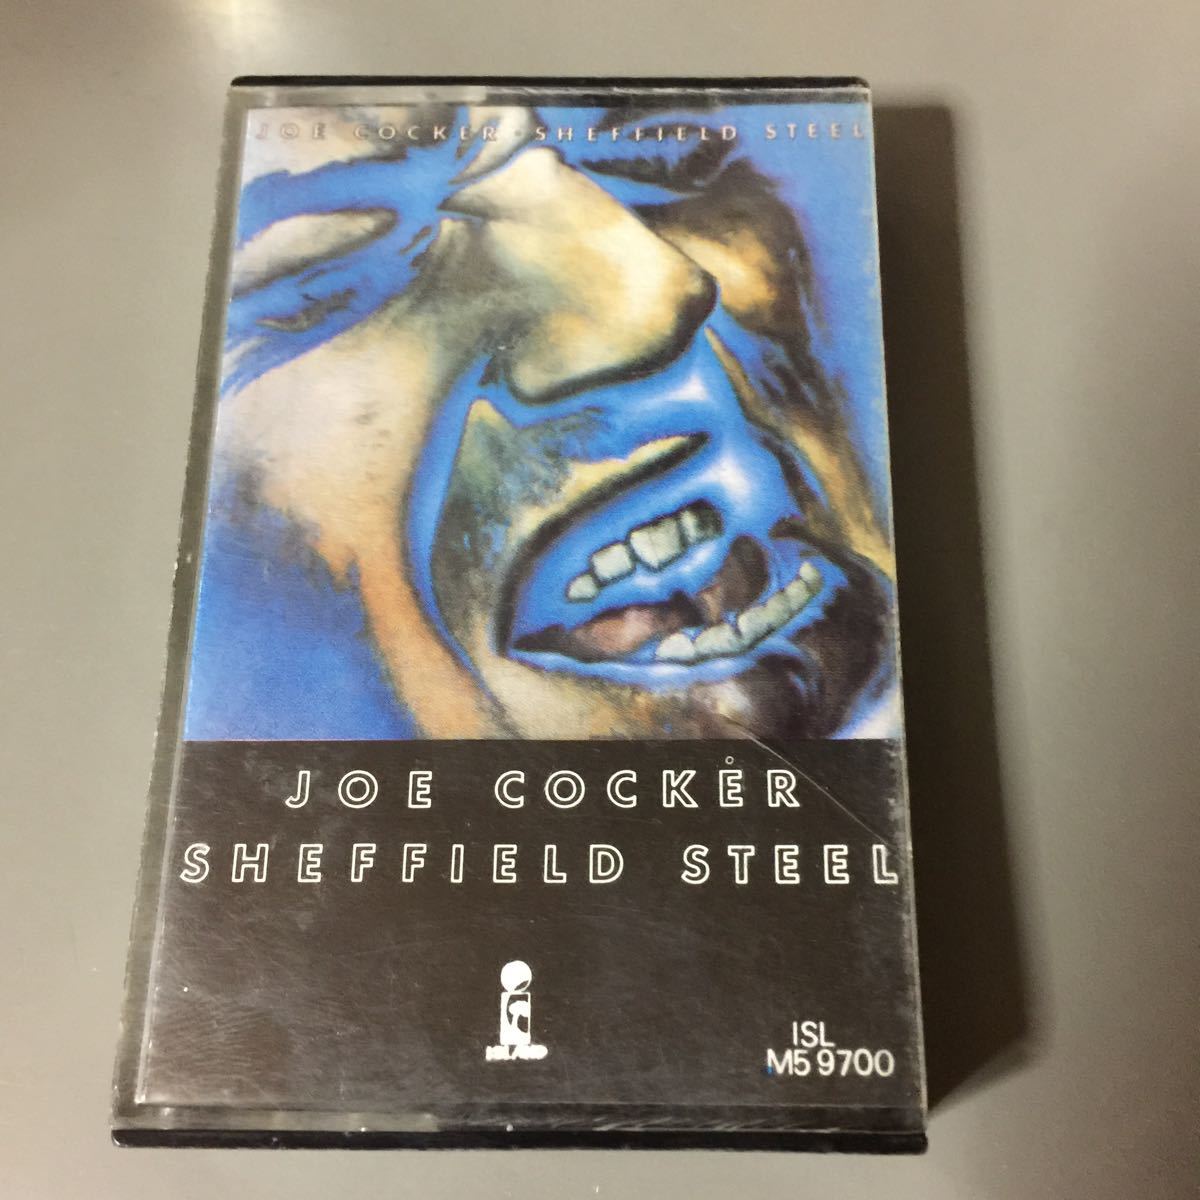 JOE COCKER · SHEFFIELD STEEL
JOE COCKER
SHEFFIELD STEEL
ISLAND
ISL
M5 9700